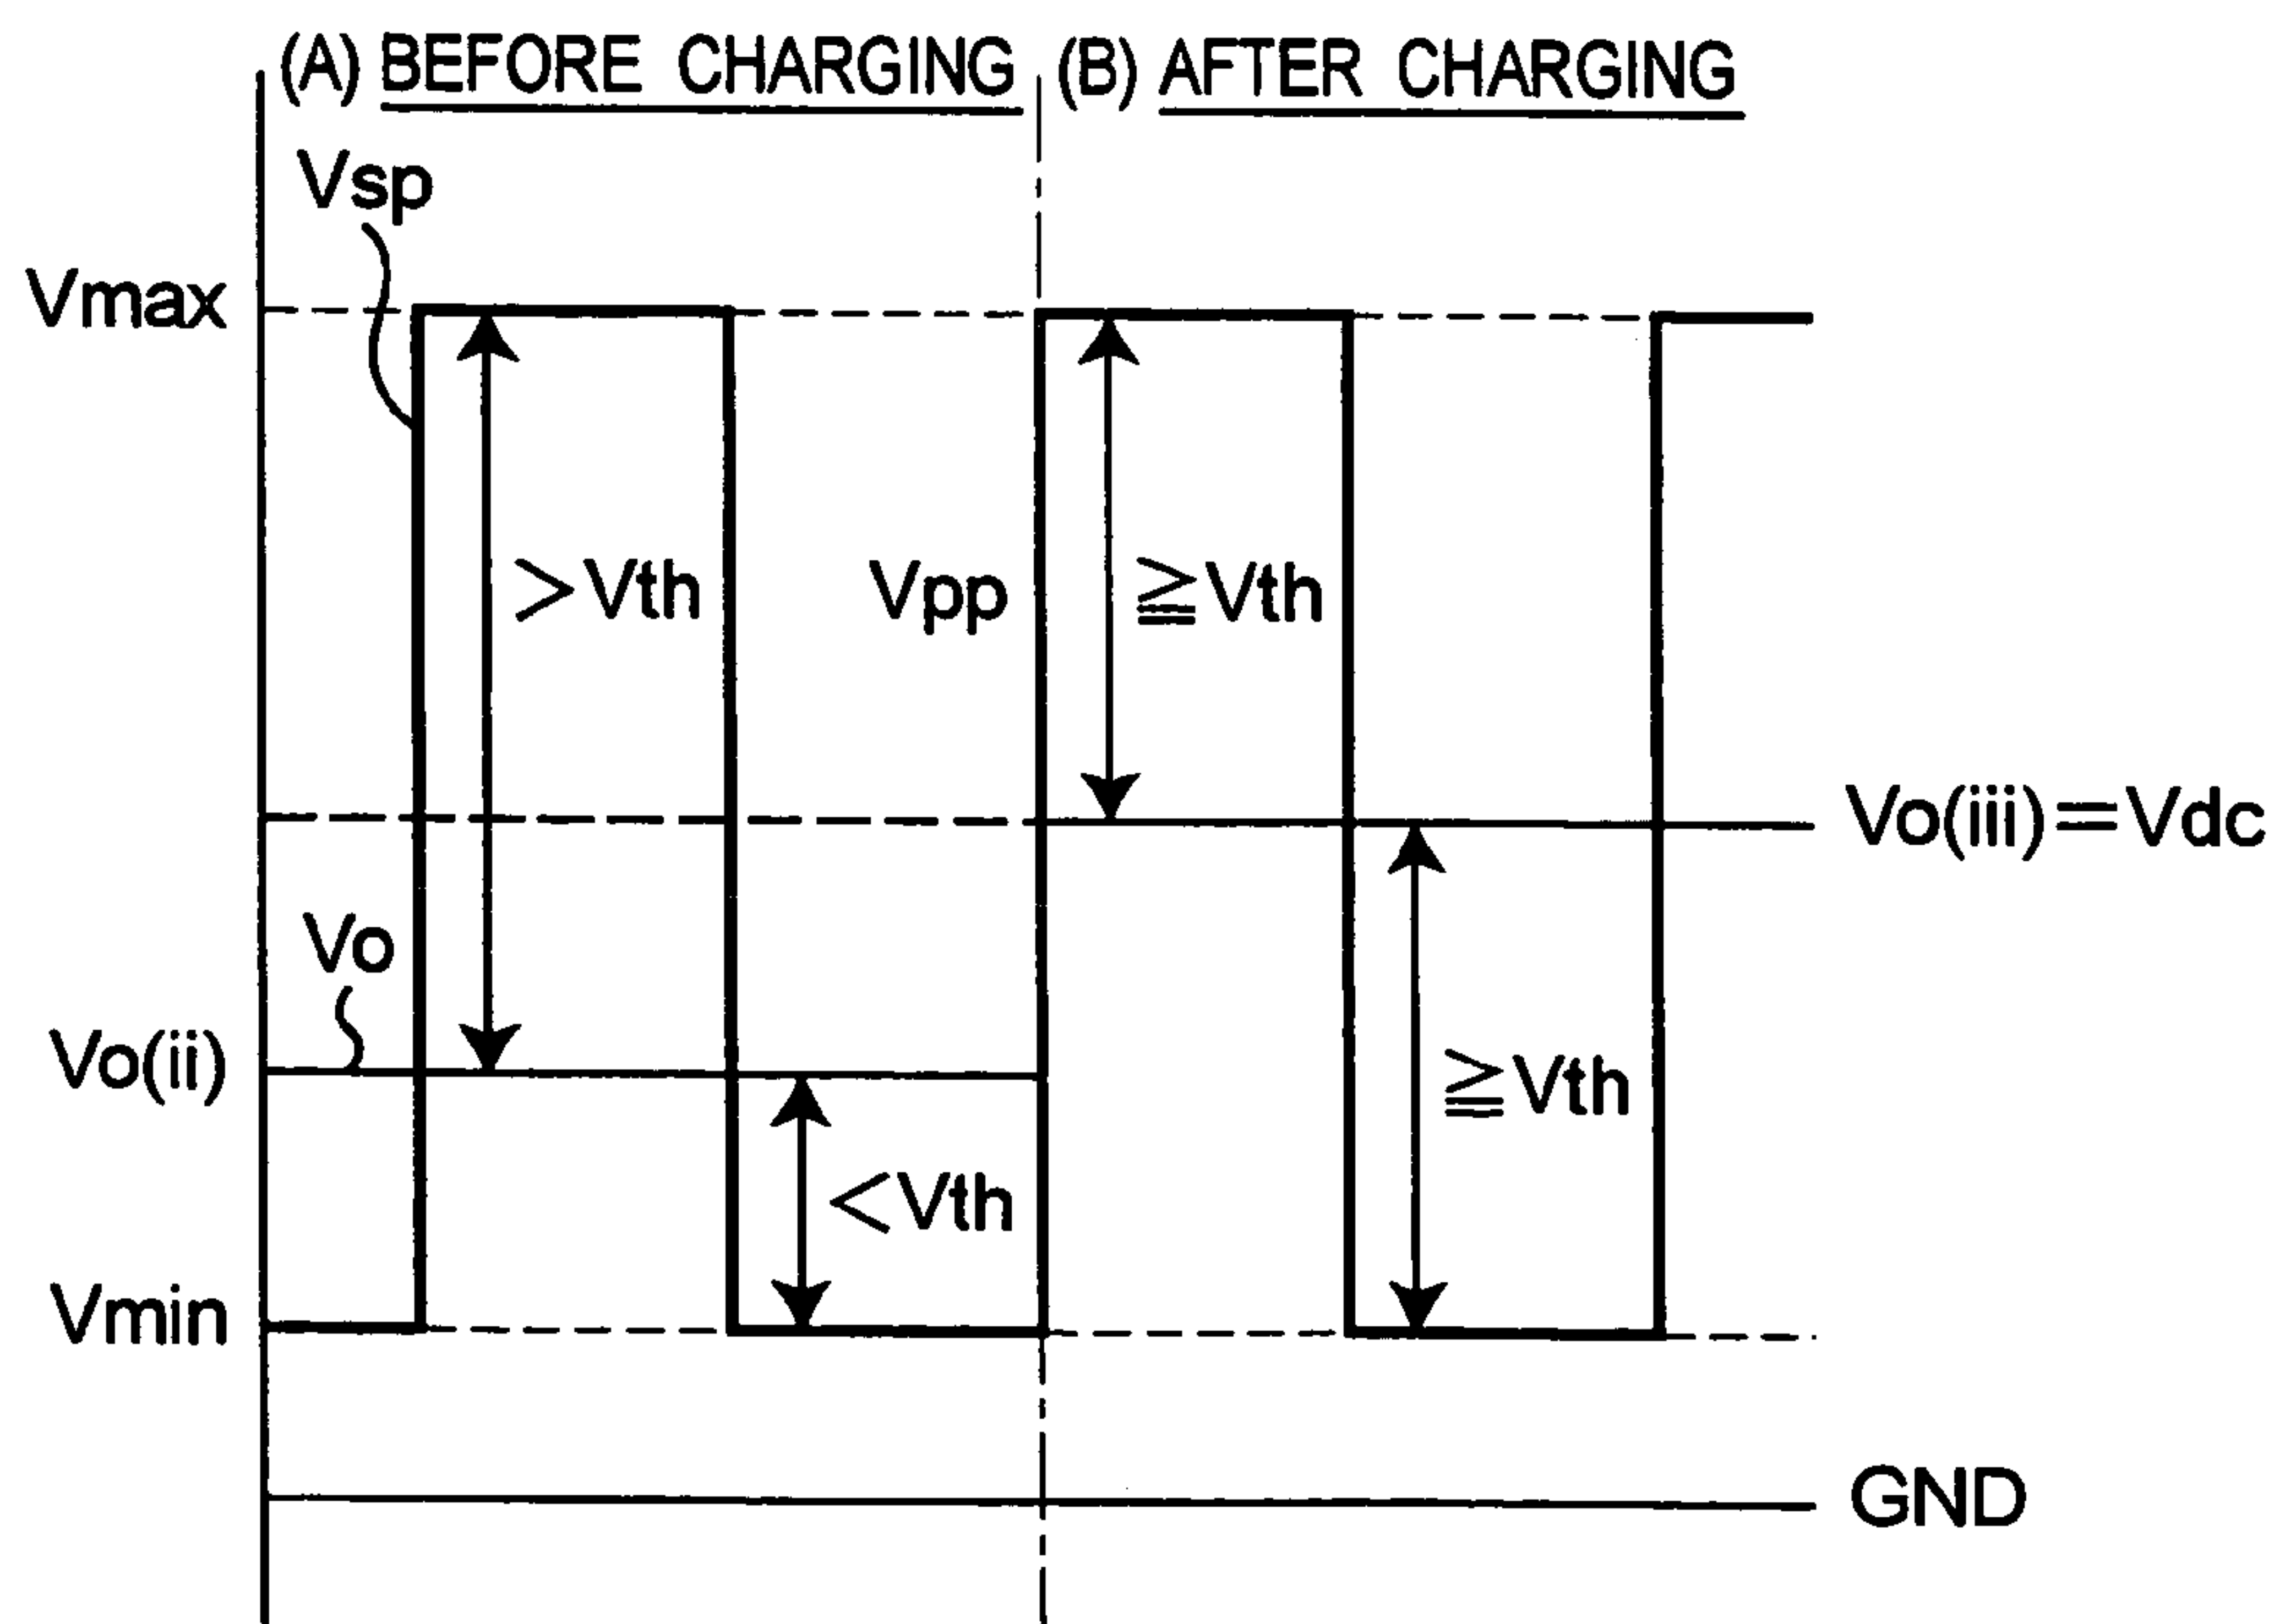 (A) BEFORE CHARGING
(B) AFTER CHARGING
Vsp
Vmax
>Vth
Vpp
≧Vth
Vo(iii)=Vdc
Vo
Vo(ii)
≧Vth
<Vth
Vmin
GND